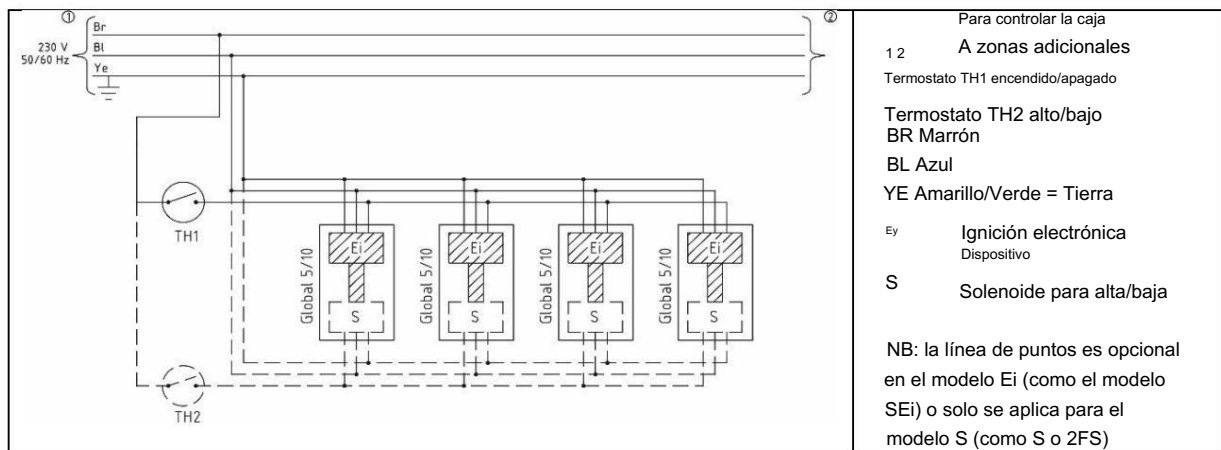 ①
②
Br
230 V
Bl
50/60 Hz
Ye
TH1
Global 5/10
Ei
S
Global 5/10
Ei
S
Global 5/10
Ei
S
Global 5/10
Ei
S
TH2
Para controlar la caja
1 2 A zonas adicionales
Termostato TH1 encendido/apagado
Termostato TH2 alto/bajo
BR Marrón
BL Azul
YE Amarillo/Verde = Tierra
Ey Ignición electrónica
Dispositivo
S Solenoide para alta/baja
NB: la línea de puntos es opcional
en el modelo Ei (como el modelo
SEi) o solo se aplica para el
modelo S (como S o 2FS)